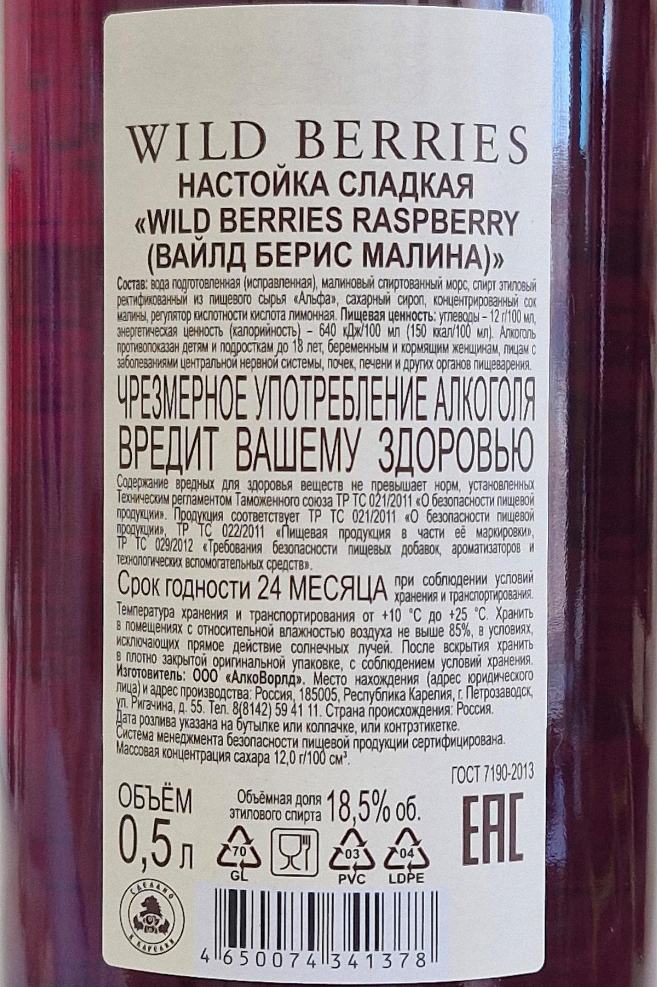 WILD BERRIES
НАСТОЙКА СЛАДКАЯ
«WILD BERRIES RASPBERRY
(ВАЙЛД БЕРИС МАЛИНА)»
Состав: вода подготовленная (исправленная), малиновый спиртованный морс, спирт этиловый
ректификованный из пищевого сырья «Альфа», сахарный сироп, концентрированный сок
малины, регулятор кислотности кислота лимонная. Пищевая ценность: углеводы – 12 г/100 мл,
энергетическая ценность (калорийность) – 640 кДж/100 мл (150 ккал/100 мл). Алкоголь
противопоказан детям и подросткам до 18 лет, беременным и кормящим женщинам, лицам с
заболеваниями центральной нервной системы, почек, печени и других органов пищеварения.
ЧРЕЗМЕРНОЕ УПОТРЕБЛЕНИЕ АЛКОГОЛЯ
ВРЕДИТ ВАШЕМУ ЗДОРОВЬЮ
Содержание вредных для здоровья веществ не превышает норм, установленных
Техническим регламентом Таможенного союза ТР ТС 021/2011 «О безопасности пищевой
продукции». Продукция соответствует ТР ТС 021/2011 «О безопасности пищевой
продукции», ТР ТС 022/2011 «Пищевая продукция в части её маркировки»,
ТР ТС 029/2012 «Требования безопасности пищевых добавок, ароматизаторов и
технологических вспомогательных средств».
Срок годности 24 МЕСЯЦА при соблюдении условий
хранения и транспортирования.
Температура хранения и транспортирования от +10 °С до +25 °С. Хранить
в помещениях с относительной влажностью воздуха не выше 85%, в условиях,
исключающих прямое действие солнечных лучей. После вскрытия хранить
в плотно закрытой оригинальной упаковке, с соблюдением условий хранения.
Изготовитель: ООО «АлкоВорлд». Место нахождения (адрес юридического
лица) и адрес производства: Россия, 185005, Республика Карелия, г. Петрозаводск,
ул. Ригачина, д. 55. Тел. 8(8142) 59 41 11. Страна происхождения: Россия.
Дата розлива указана на бутылке или колпачке, или контрэтикетке.
Система менеджмента безопасности пищевой продукции сертифицирована.
Массовая концентрация сахара 12,0 г/100 см³.
ГОСТ 7190-2013
ОБЪЁМ
0,5 л
Объёмная доля
этилового спирта 18,5% об.
EAC
70
GL
03
PVC
04
LDPE
СДЕЛАНО
В КАРЕЛИИ
4 650074 341378